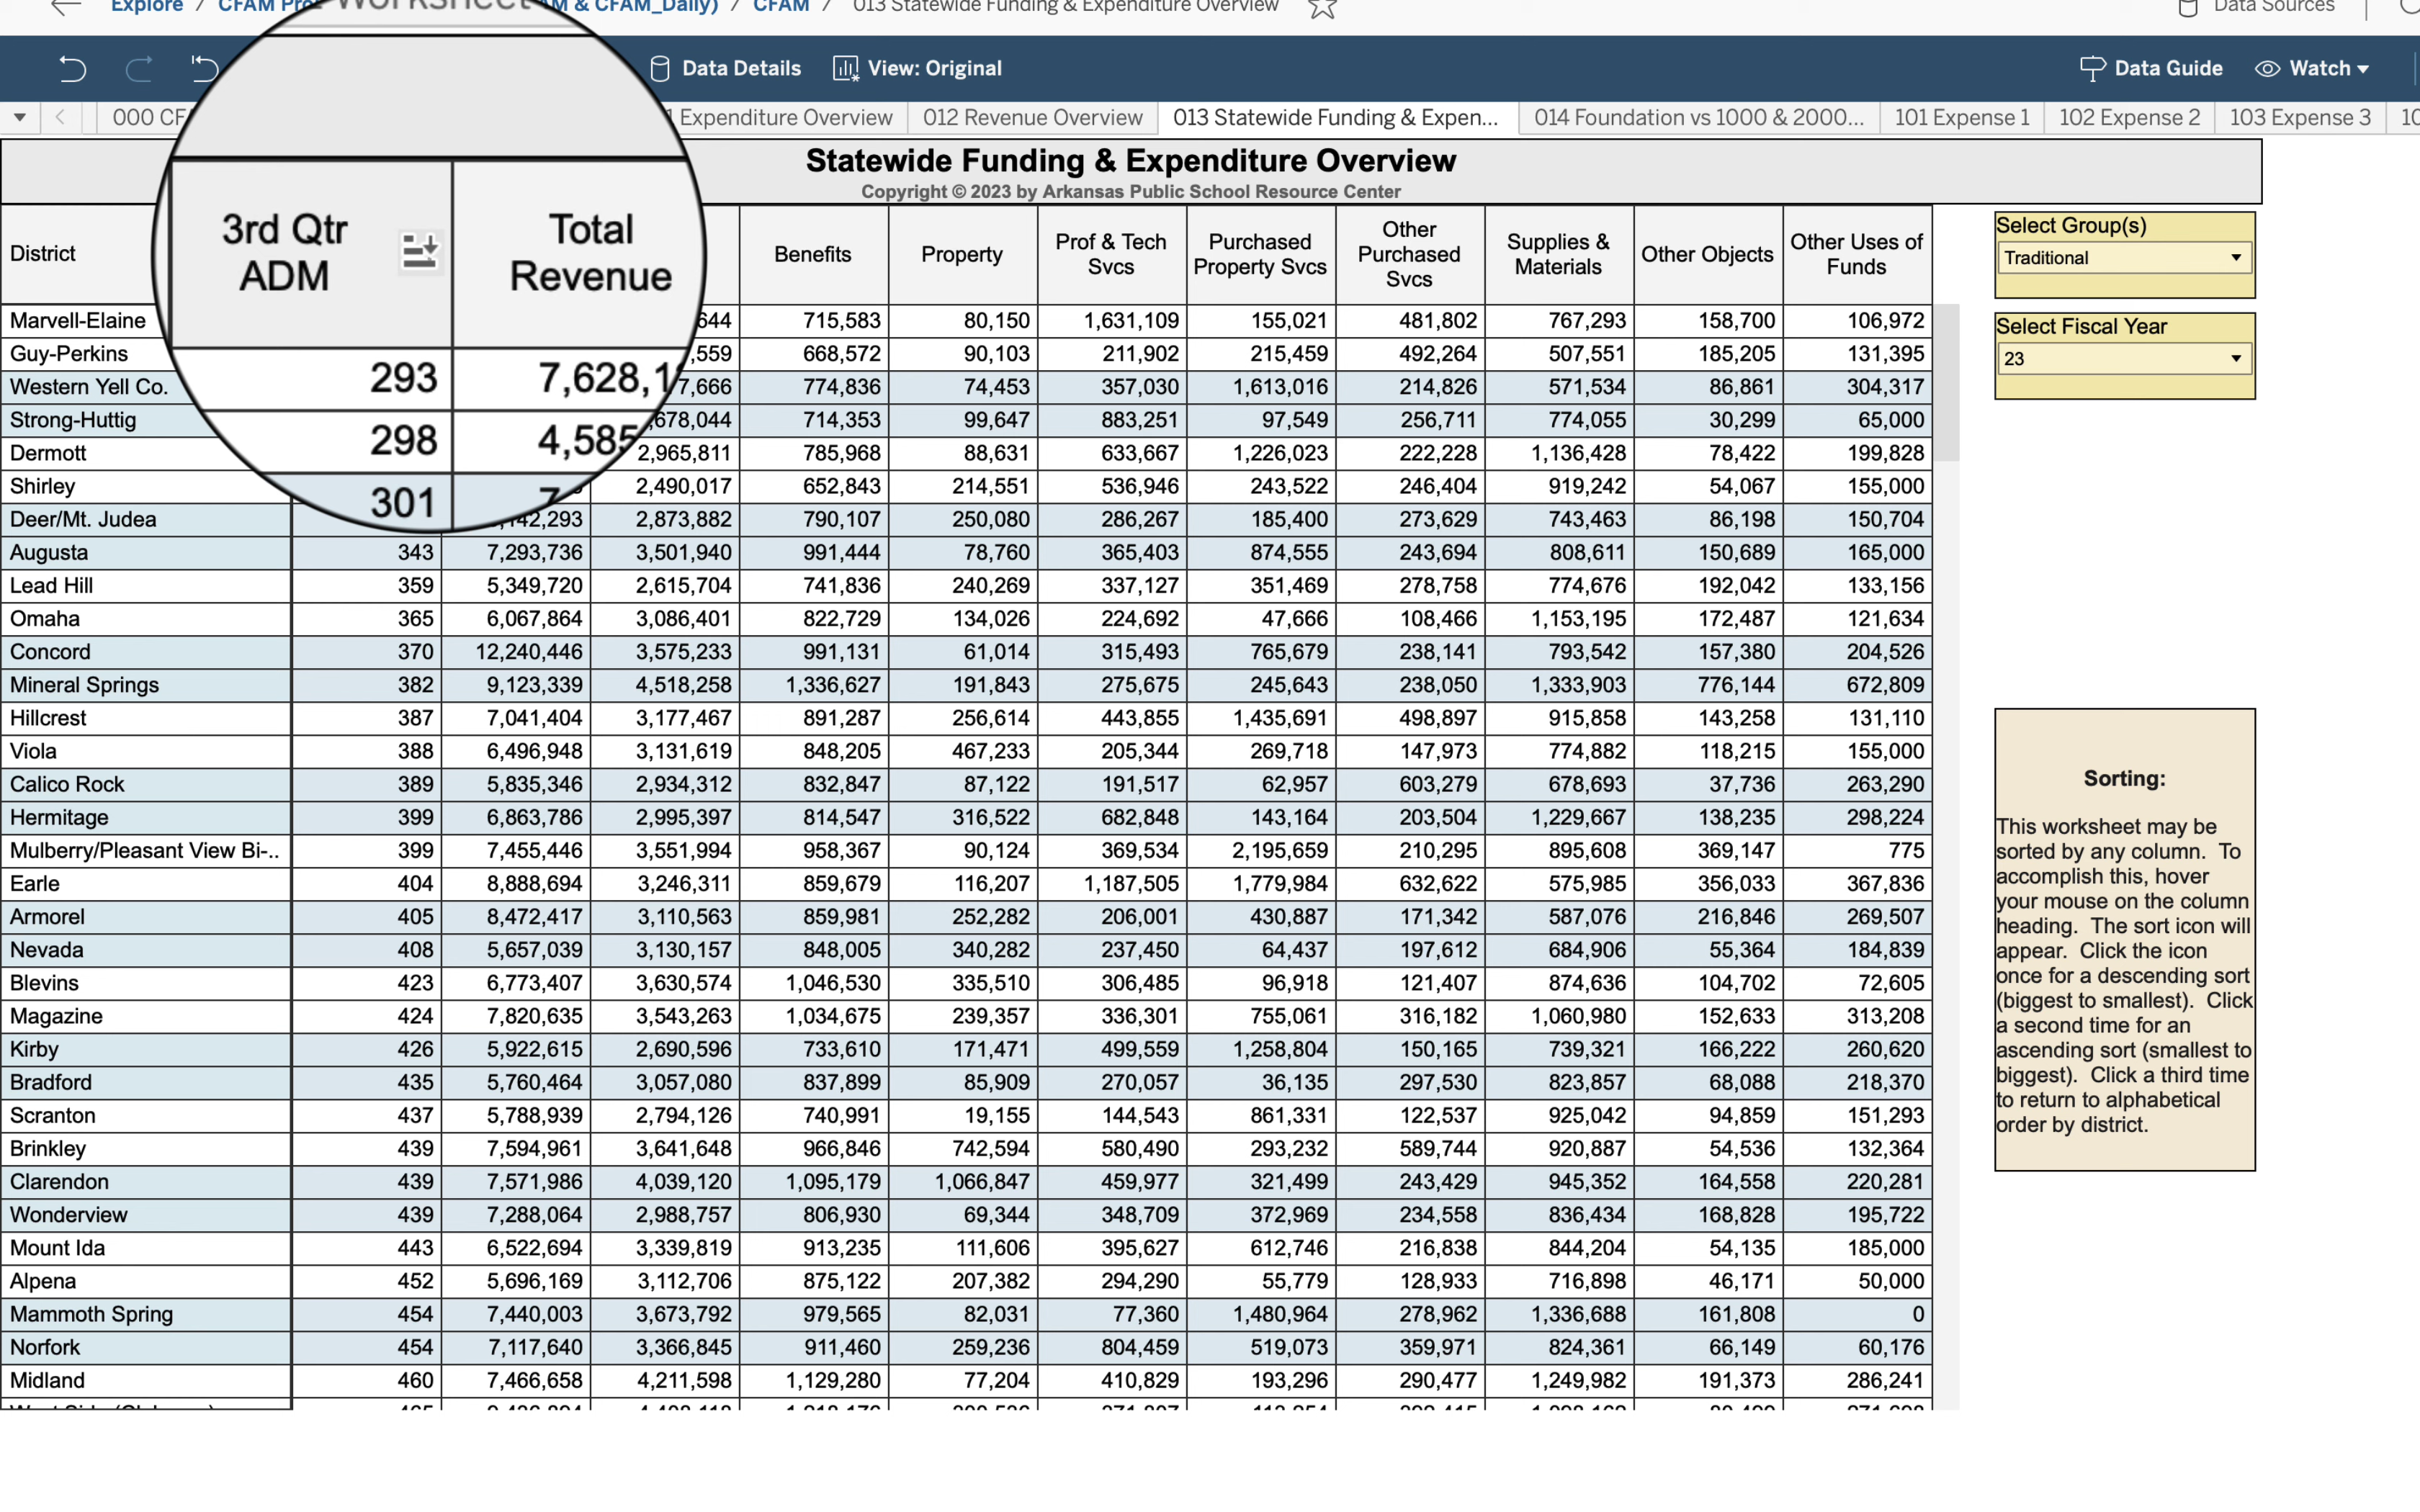 Explore / CFAM Pro Worksheet M & CFAM_Daily) / CFAM / 013 Statewide Funding & Expenditure Overview Data Sources
Data Details View: Original Data Guide Watch
000 CF Expenditure Overview 012 Revenue Overview 013 Statewide Funding & Expen... 014 Foundation vs 1000 & 2000... 101 Expense 1 102 Expense 2 103 Expense 3 10
Statewide Funding & Expenditure Overview
Copyright © 2023 by Arkansas Public School Resource Center
District 3rd Qtr ADM Total Revenue Benefits Property Prof & Tech Svcs Purchased Property Svcs Other Purchased Svcs Supplies & Materials Other Objects Other Uses of Funds
Marvell-Elaine 293 7,628,1 644 715,583 80,150 1,631,109 155,021 481,802 767,293 158,700 106,972
Guy-Perkins 298 4,585 ,559 668,572 90,103 211,902 215,459 492,264 507,551 185,205 131,395
Western Yell Co. 301 7 7,666 774,836 74,453 357,030 1,613,016 214,826 571,534 86,861 304,317
Strong-Huttig ,678,044 714,353 99,647 883,251 97,549 256,711 774,055 30,299 65,000
Dermott 2,965,811 785,968 88,631 633,667 1,226,023 222,228 1,136,428 78,422 199,828
Shirley 2,490,017 652,843 214,551 536,946 243,522 246,404 919,242 54,067 155,000
Deer/Mt. Judea 42,293 2,873,882 790,107 250,080 286,267 185,400 273,629 743,463 86,198 150,704
Augusta 343 7,293,736 3,501,940 991,444 78,760 365,403 874,555 243,694 808,611 150,689 165,000
Lead Hill 359 5,349,720 2,615,704 741,836 240,269 337,127 351,469 278,758 774,676 192,042 133,156
Omaha 365 6,067,864 3,086,401 822,729 134,026 224,692 47,666 108,466 1,153,195 172,487 121,634
Concord 370 12,240,446 3,575,233 991,131 61,014 315,493 765,679 238,141 793,542 157,380 204,526
Mineral Springs 382 9,123,339 4,518,258 1,336,627 191,843 275,675 245,643 238,050 1,333,903 776,144 672,809
Hillcrest 387 7,041,404 3,177,467 891,287 256,614 443,855 1,435,691 498,897 915,858 143,258 131,110
Viola 388 6,496,948 3,131,619 848,205 467,233 205,344 269,718 147,973 774,882 118,215 155,000
Calico Rock 389 5,835,346 2,934,312 832,847 87,122 191,517 62,957 603,279 678,693 37,736 263,290
Hermitage 399 6,863,786 2,995,397 814,547 316,522 682,848 143,164 203,504 1,229,667 138,235 298,224
Mulberry/Pleasant View Bi-.. 399 7,455,446 3,551,994 958,367 90,124 369,534 2,195,659 210,295 895,608 369,147 775
Earle 404 8,888,694 3,246,311 859,679 116,207 1,187,505 1,779,984 632,622 575,985 356,033 367,836
Armorel 405 8,472,417 3,110,563 859,981 252,282 206,001 430,887 171,342 587,076 216,846 269,507
Nevada 408 5,657,039 3,130,157 848,005 340,282 237,450 64,437 197,612 684,906 55,364 184,839
Blevins 423 6,773,407 3,630,574 1,046,530 335,510 306,485 96,918 121,407 874,636 104,702 72,605
Magazine 424 7,820,635 3,543,263 1,034,675 239,357 336,301 755,061 316,182 1,060,980 152,633 313,208
Kirby 426 5,922,615 2,690,596 733,610 171,471 499,559 1,258,804 150,165 739,321 166,222 260,620
Bradford 435 5,760,464 3,057,080 837,899 85,909 270,057 36,135 297,530 823,857 68,088 218,370
Scranton 437 5,788,939 2,794,126 740,991 19,155 144,543 861,331 122,537 925,042 94,859 151,293
Brinkley 439 7,594,961 3,641,648 966,846 742,594 580,490 293,232 589,744 920,887 54,536 132,364
Clarendon 439 7,571,986 4,039,120 1,095,179 1,066,847 459,977 321,499 243,429 945,352 164,558 220,281
Wonderview 439 7,288,064 2,988,757 806,930 69,344 348,709 372,969 234,558 836,434 168,828 195,722
Mount Ida 443 6,522,694 3,339,819 913,235 111,606 395,627 612,746 216,838 844,204 54,135 185,000
Alpena 452 5,696,169 3,112,706 875,122 207,382 294,290 55,779 128,933 716,898 46,171 50,000
Mammoth Spring 454 7,440,003 3,673,792 979,565 82,031 77,360 1,480,964 278,962 1,336,688 161,808 0
Norfork 454 7,117,640 3,366,845 911,460 259,236 804,459 519,073 359,971 824,361 66,149 60,176
Midland 460 7,466,658 4,211,598 1,129,280 77,204 410,829 193,296 290,477 1,249,982 191,373 286,241
Select Group(s)
Traditional
Select Fiscal Year
23
Sorting:
This worksheet may be
sorted by any column. To
accomplish this, hover
your mouse on the column
heading. The sort icon will
appear. Click the icon
once for a descending sort
(biggest to smallest). Click
a second time for an
ascending sort (smallest to
biggest). Click a third time
to return to alphabetical
order by district.